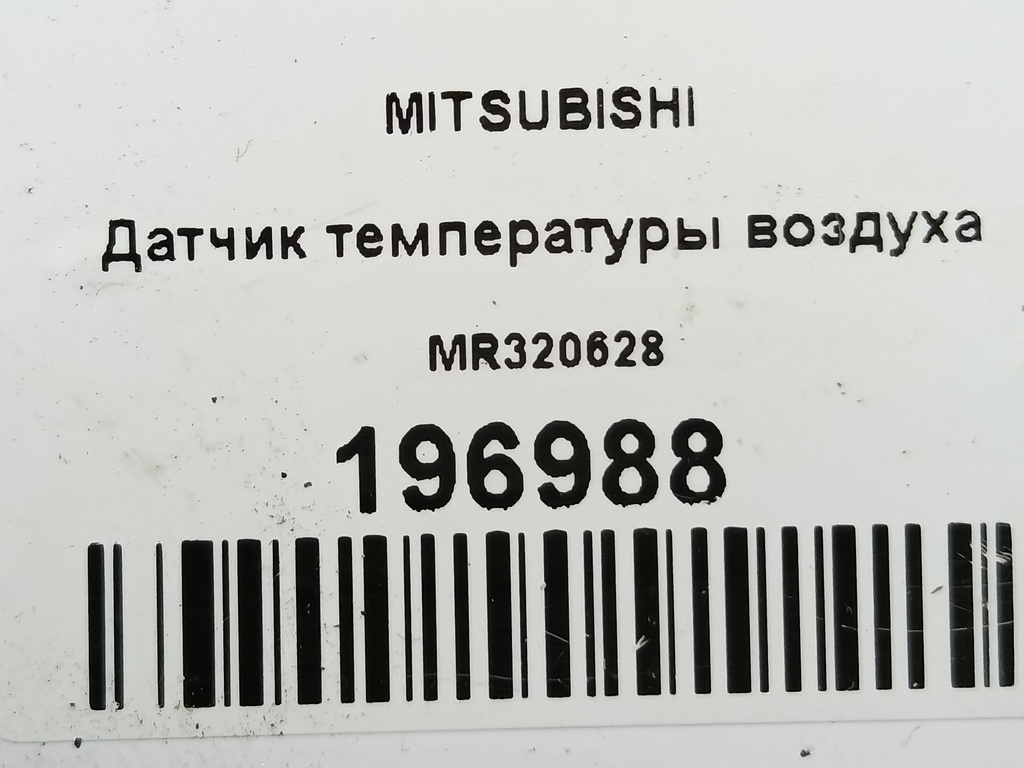 MITSUBISHI
Датчик температуры воздуха
MR320628
196988